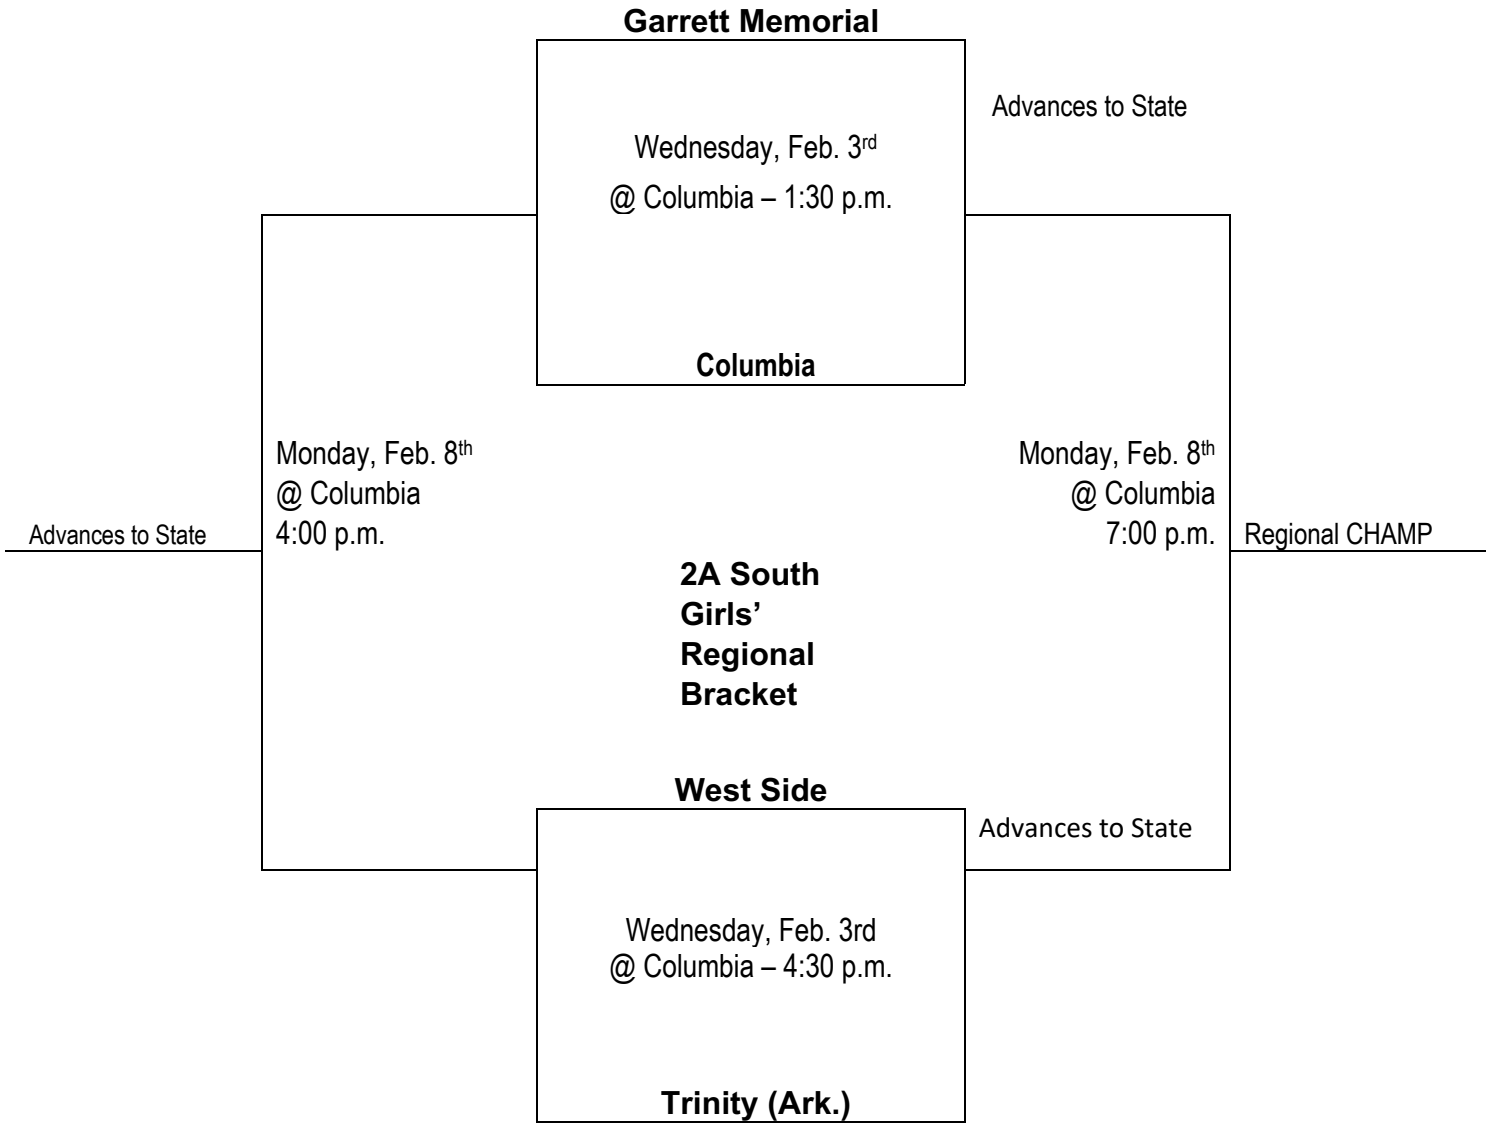 Garrett Memorial
Advances to State
Wednesday, Feb. 3rd
@ Columbia – 1:30 p.m.
Columbia
Monday, Feb. 8th
@ Columbia
4:00 p.m.
Advances to State
Monday, Feb. 8th
@ Columbia
7:00 p.m.
Regional CHAMP
2A South
Girls’
Regional
Bracket
West Side
Advances to State
Wednesday, Feb. 3rd
@ Columbia – 4:30 p.m.
Trinity (Ark.)